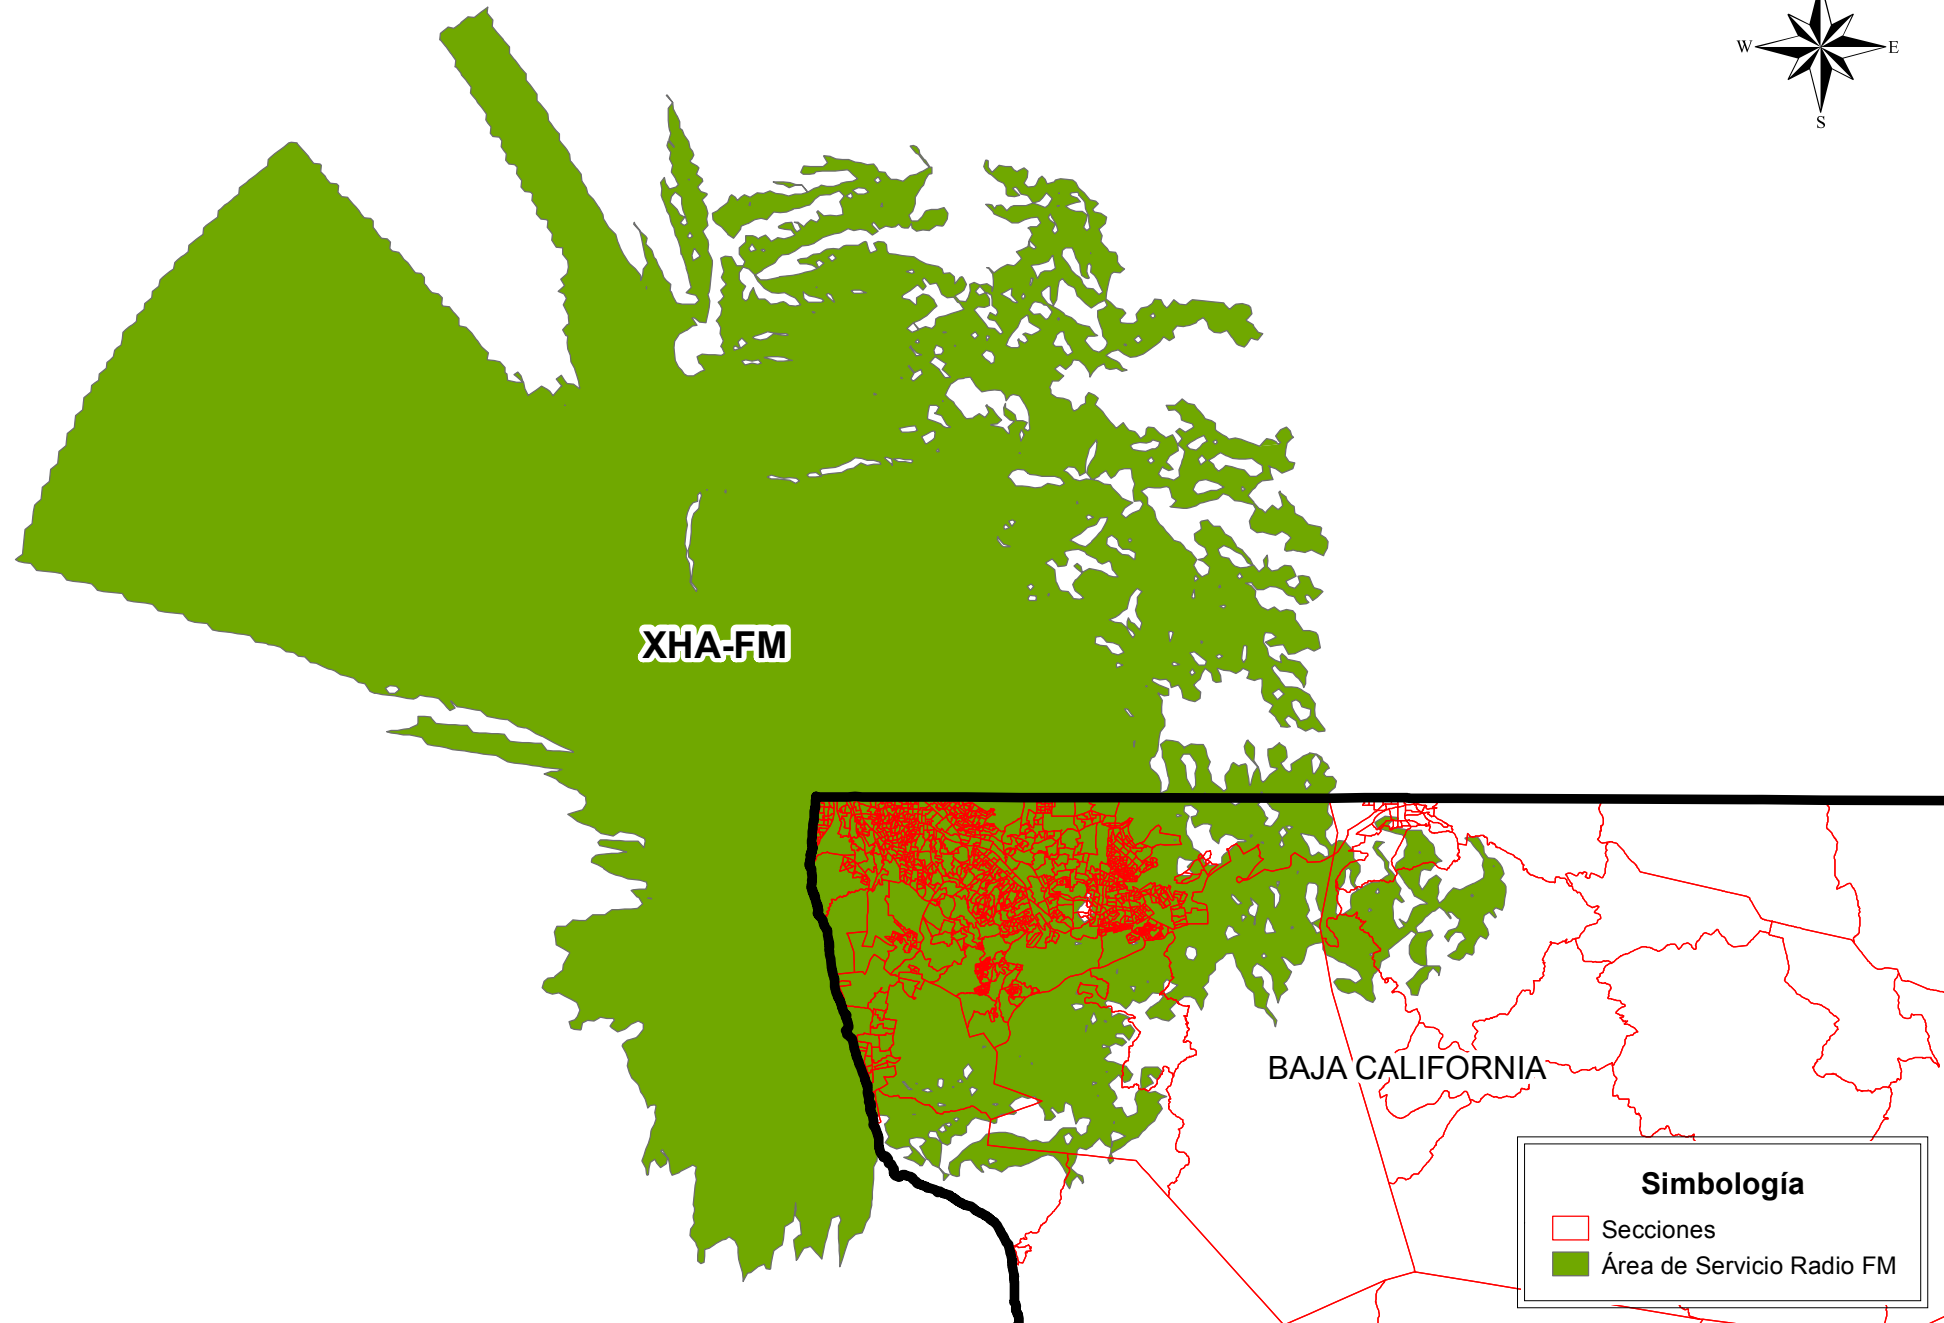 W E
S
XHA-FM
BAJA CALIFORNIA
Simbología
Secciones
Área de Servicio Radio FM